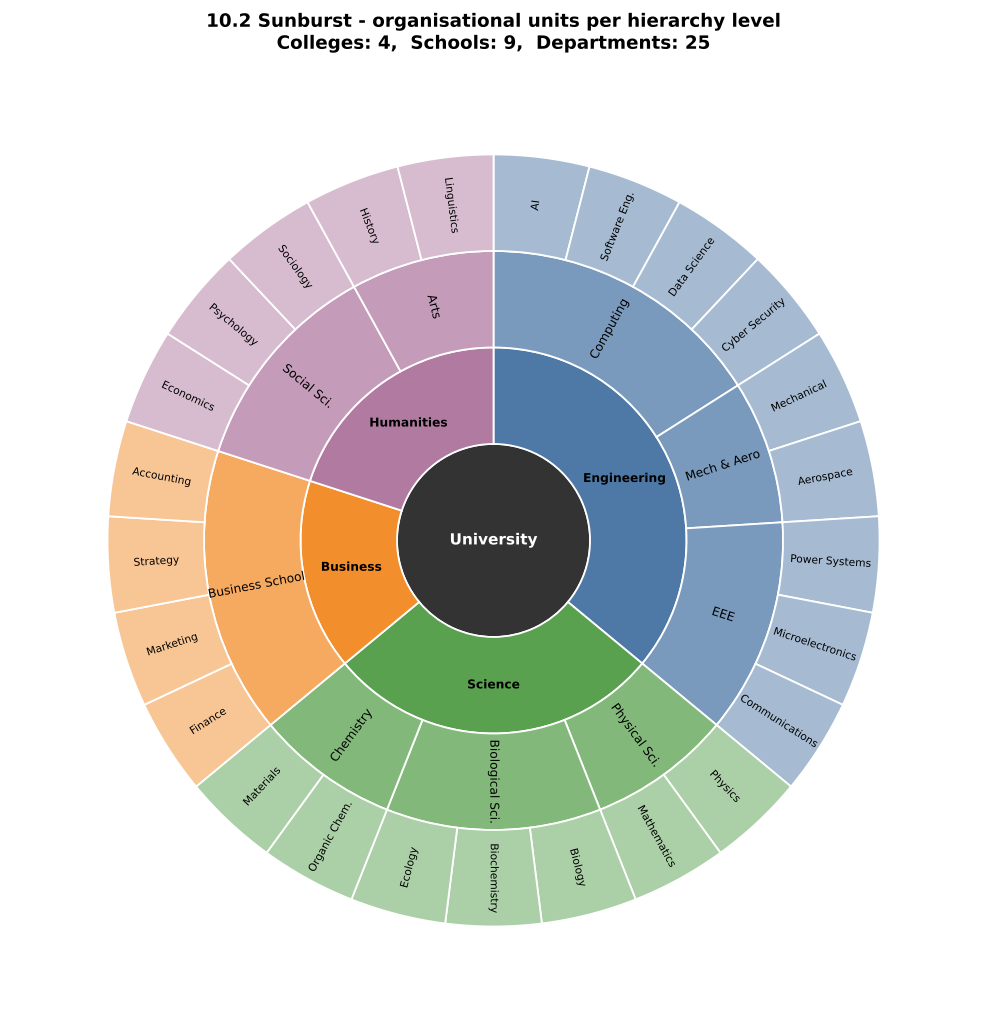 10.2 Sunburst - organisational units per hierarchy level
Colleges: 4,  Schools: 9,  Departments: 25
University
Engineering
Science
Business
Humanities
Computing
Mech & Aero
EEE
Physical Sci.
Biological Sci.
Chemistry
Business School
Social Sci.
Arts
AI
Software Eng.
Data Science
Cyber Security
Mechanical
Aerospace
Power Systems
Microelectronics
Communications
Physics
Mathematics
Biology
Biochemistry
Ecology
Organic Chem.
Materials
Finance
Marketing
Strategy
Accounting
Economics
Psychology
Sociology
History
Linguistics